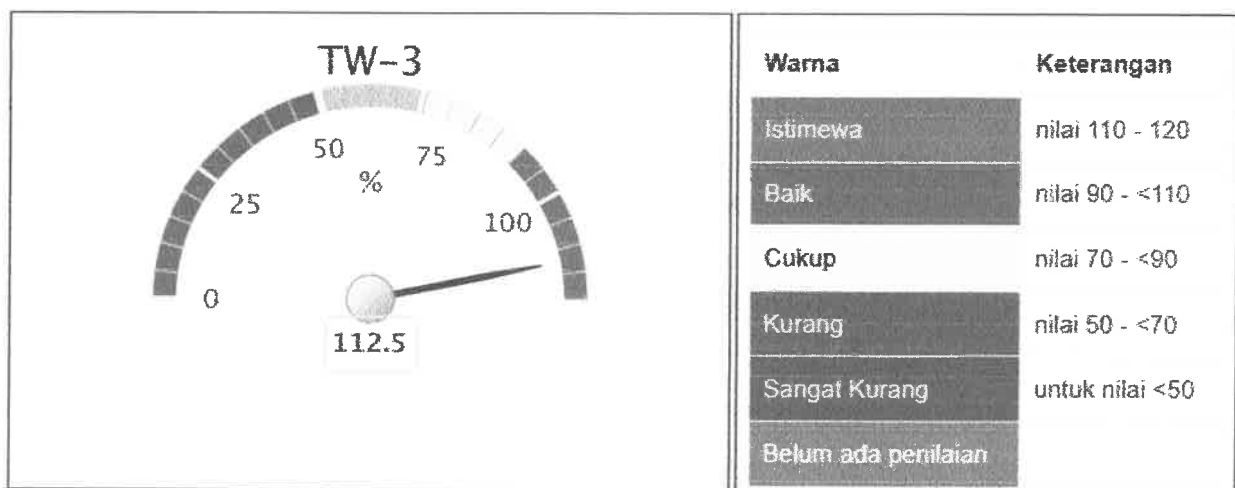 TW-3
50
75
%
25
100
0
112.5
Warna Keterangan
Istimewa nilai 110 - 120
Baik nilai 90 - <110
Cukup nilai 70 - <90
Kurang nilai 50 - <70
Sangat Kurang untuk nilai <50
Belum ada penilaian